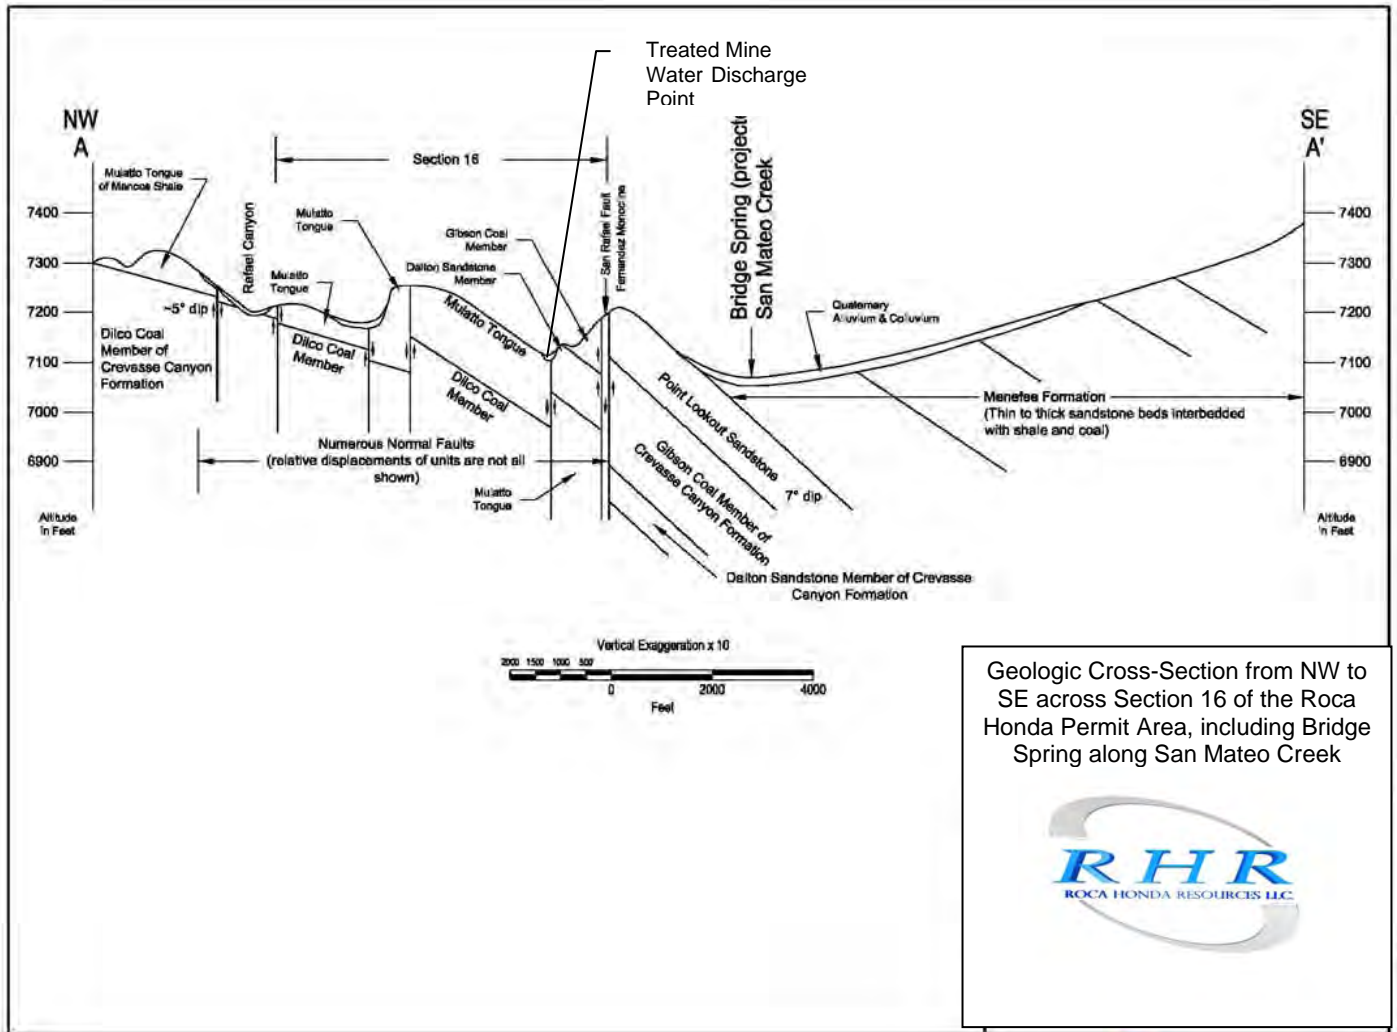 Treated Mine
Water Discharge
Point
NW
A
SE
A'
Section 16
Mulatto Tongue
of Mancos Shale
Rafael Canyon
Mulatto
Tongue
Mulatto
Tongue
Gibson Coal
Member
Dalton Sandstone
Member
San Rafael Fault
Fernandez Monocline
Bridge Spring (projecte
San Mateo Creek
7400
7300
7200
7100
7000
6900
Altitude
in Feet
7400
7300
7200
7100
7000
6900
Altitude
in Feet
~5° dip
Dilco Coal
Member of
Crevasse Canyon
Formation
Dilco Coal
Member
Mulatto Tongue
Dilco Coal
Member
Quaternary
Alluvium & Colluvium
Point Lookout Sandstone
Menefee Formation
(Thin to thick sandstone beds interbedded
with shale and coal)
Numerous Normal Faults
(relative displacements of units are not all
shown)
Mulatto
Tongue
Gibson Coal Member of
Crevasse Canyon Formation
7° dip
Dalton Sandstone Member of Crevasse
Canyon Formation
Vertical Exaggeration x 10
2000 1500 1000 500
0 2000 4000
Feet
Geologic Cross-Section from NW to
SE across Section 16 of the Roca
Honda Permit Area, including Bridge
Spring along San Mateo Creek
RHR
ROCA HONDA RESOURCES LLC.